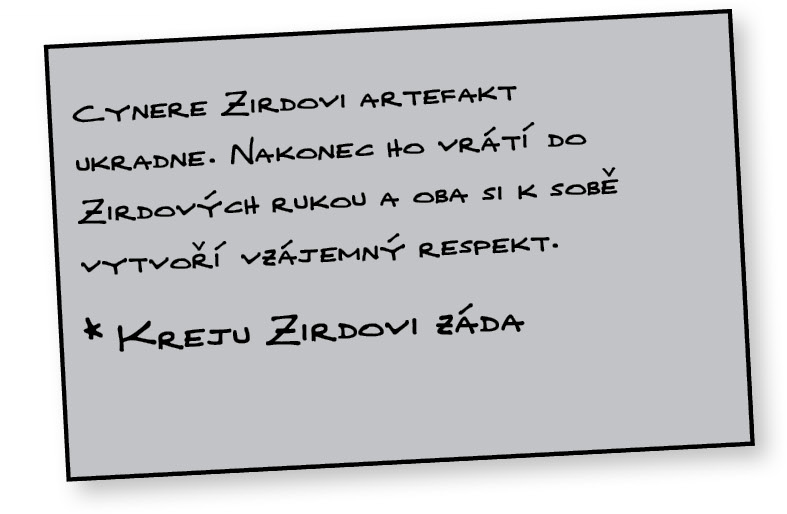 Cynere Zirdovi artefakt
ukradne. Nakonec ho vrátí do
Zirdových rukou a oba si k sobě
vytvoří vzájemný respekt.
* Kreju Zirdovi záda